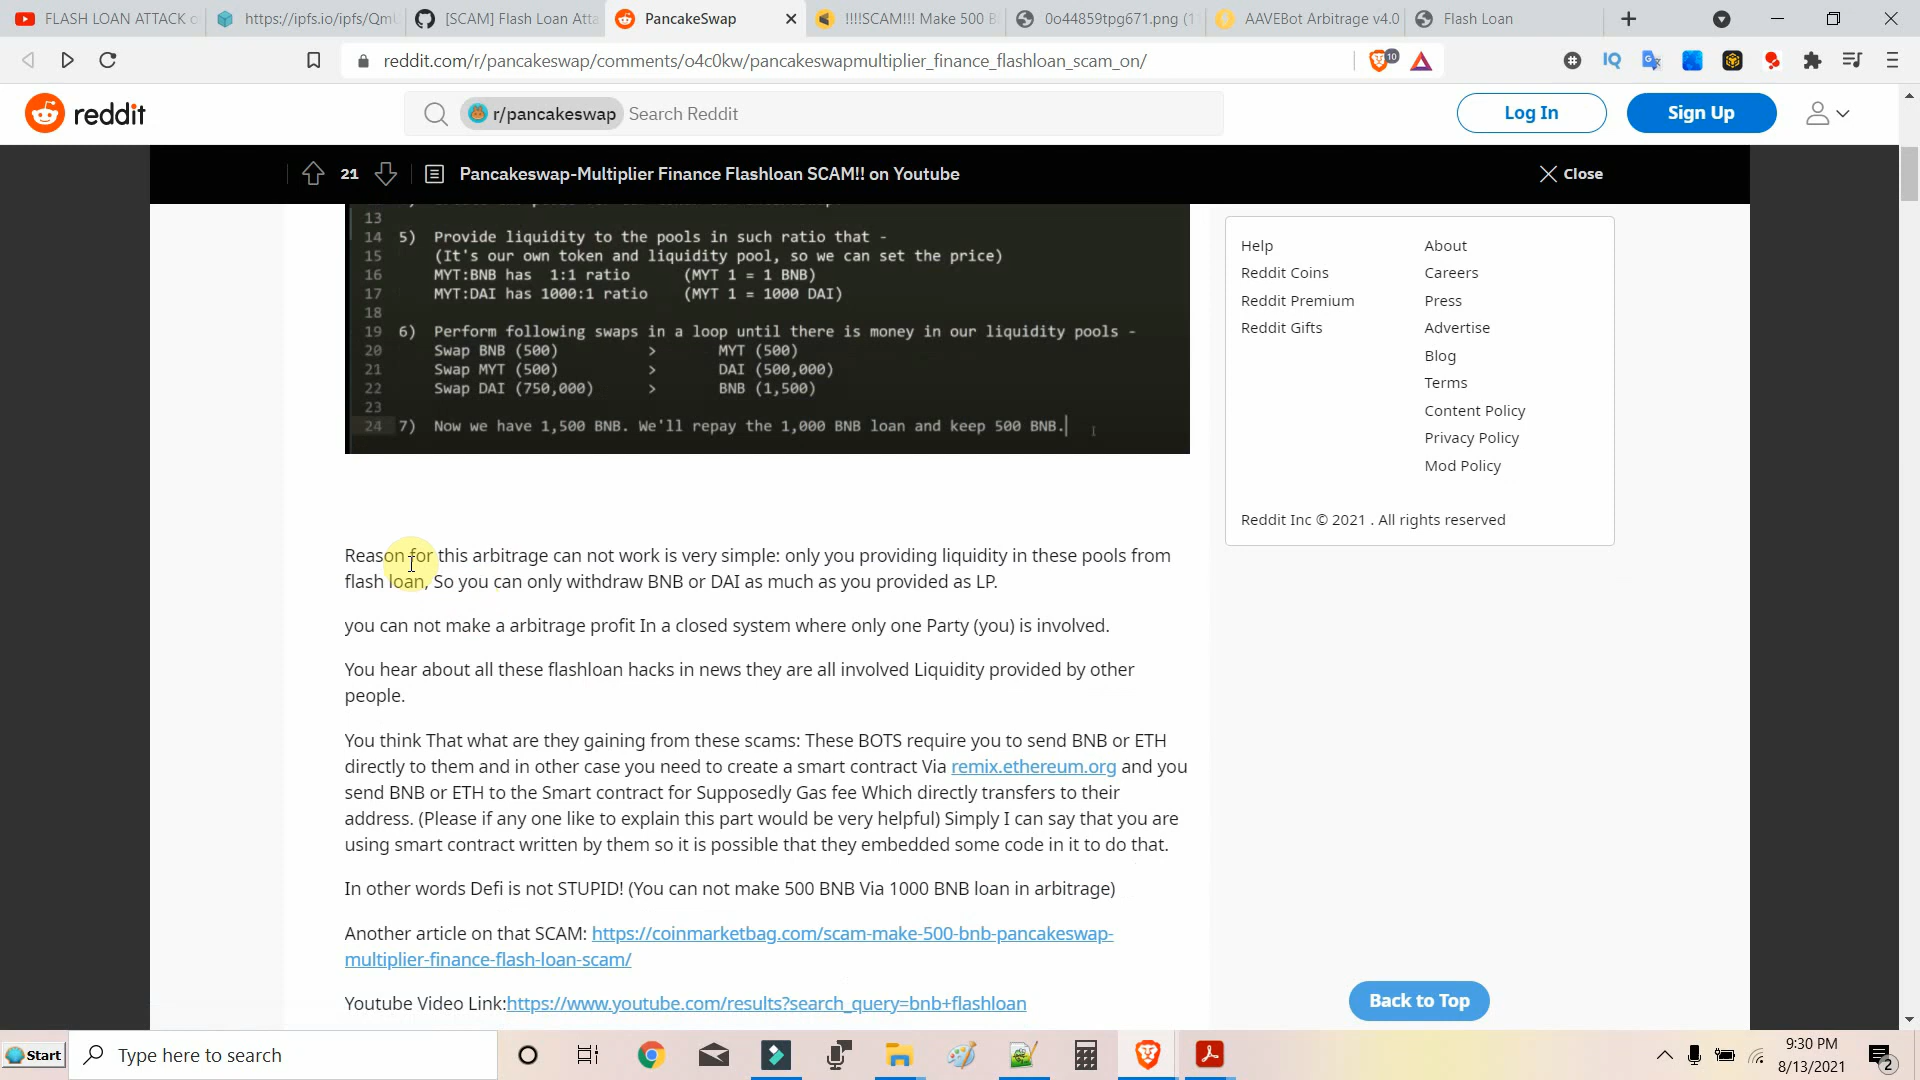 FLASH LOAN ATTACK o
https://ipfs.io/ipfs/Qm
[SCAM] Flash Loan Atta
PancakeSwap
!!!!SCAM!!! Make 500 B
0o44859tpg671.png (1
AAVEBot Arbitrage v4.0
Flash Loan
reddit.com/r/pancakeswap/comments/o4c0kw/pancakeswapmultiplier_finance_flashloan_scam_on/
10
reddit
r/pancakeswap
Search Reddit
Log In
Sign Up
21
Pancakeswap-Multiplier Finance Flashloan SCAM!! on Youtube
Close
13
14 5) Provide liquidity to the pools in such ratio that -
15 (It's our own token and liquidity pool, so we can set the price)
16 MYT:BNB has 1:1 ratio (MYT 1 = 1 BNB)
17 MYT:DAI has 1000:1 ratio (MYT 1 = 1000 DAI)
18
19 6) Perform following swaps in a loop until there is money in our liquidity pools -
20 Swap BNB (500) > MYT (500)
21 Swap MYT (500) > DAI (500,000)
22 Swap DAI (750,000) > BNB (1,500)
23
24 7) Now we have 1,500 BNB. We'll repay the 1,000 BNB loan and keep 500 BNB.
Reason for this arbitrage can not work is very simple: only you providing liquidity in these pools from
flash loan, So you can only withdraw BNB or DAI as much as you provided as LP.
you can not make a arbitrage profit In a closed system where only one Party (you) is involved.
You hear about all these flashloan hacks in news they are all involved Liquidity provided by other
people.
You think That what are they gaining from these scams: These BOTS require you to send BNB or ETH
directly to them and in other case you need to create a smart contract Via remix.ethereum.org and you
send BNB or ETH to the Smart contract for Supposedly Gas fee Which directly transfers to their
address. (Please if any one like to explain this part would be very helpful) Simply I can say that you are
using smart contract written by them so it is possible that they embedded some code in it to do that.
In other words Defi is not STUPID! (You can not make 500 BNB Via 1000 BNB loan in arbitrage)
Another article on that SCAM: https://coinmarketbag.com/scam-make-500-bnb-pancakeswap-
multiplier-finance-flash-loan-scam/
Youtube Video Link:https://www.youtube.com/results?search_query=bnb+flashloan
Help
About
Reddit Coins
Careers
Reddit Premium
Press
Reddit Gifts
Advertise
Blog
Terms
Content Policy
Privacy Policy
Mod Policy
Reddit Inc © 2021 . All rights reserved
Back to Top
Start
Type here to search
9:30 PM
8/13/2021
2